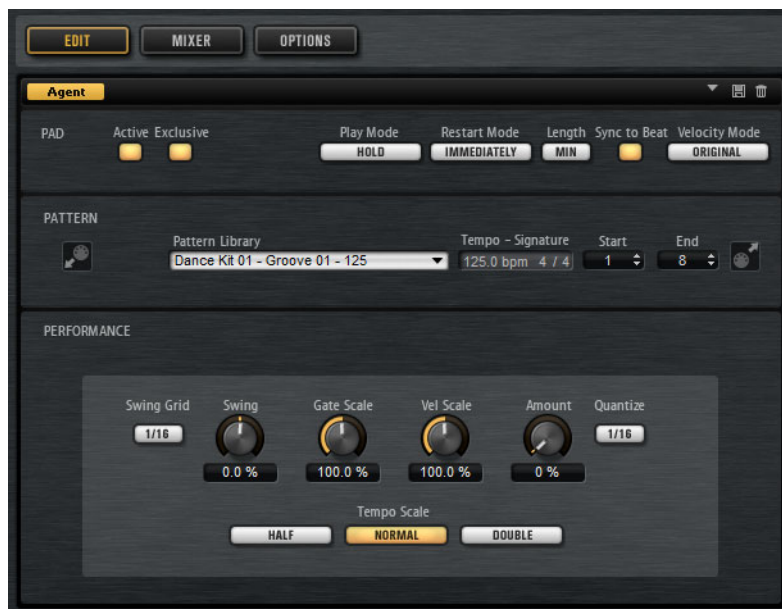 EDIT MIXER OPTIONS
Agent
PAD Active Exclusive Play Mode Restart Mode Length Sync to Beat Velocity Mode
HOLD IMMEDIATELY MIN ORIGINAL
PATTERN
Pattern Library Tempo – Signature Start End
Dance Kit 01 - Groove 01 - 125 125.0 bpm 4 / 4 1 8
PERFORMANCE
Swing Grid Swing Gate Scale Vel Scale Amount Quantize
1/16 1/16
0.0 % 100.0 % 100.0 % 0 %
Tempo Scale
HALF NORMAL DOUBLE